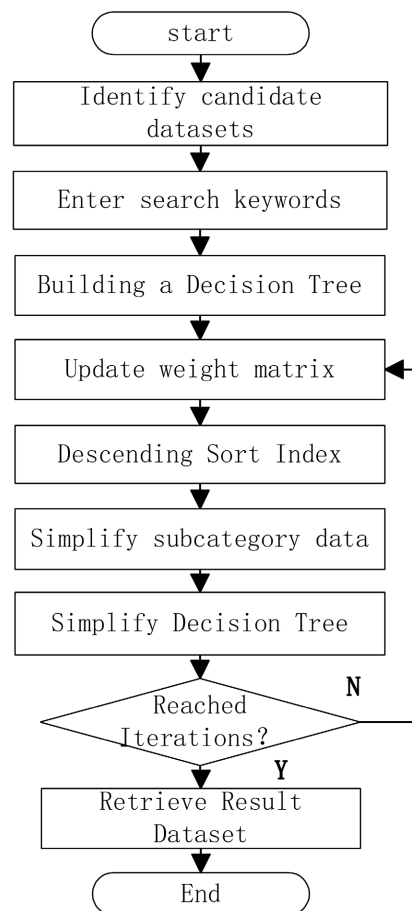 start
Identify candidate
datasets
Enter search keywords
Building a Decision Tree
Update weight matrix
Descending Sort Index
Simplify subcategory data
Simplify Decision Tree
N
Reached
Iterations?
Y
Retrieve Result
Dataset
End